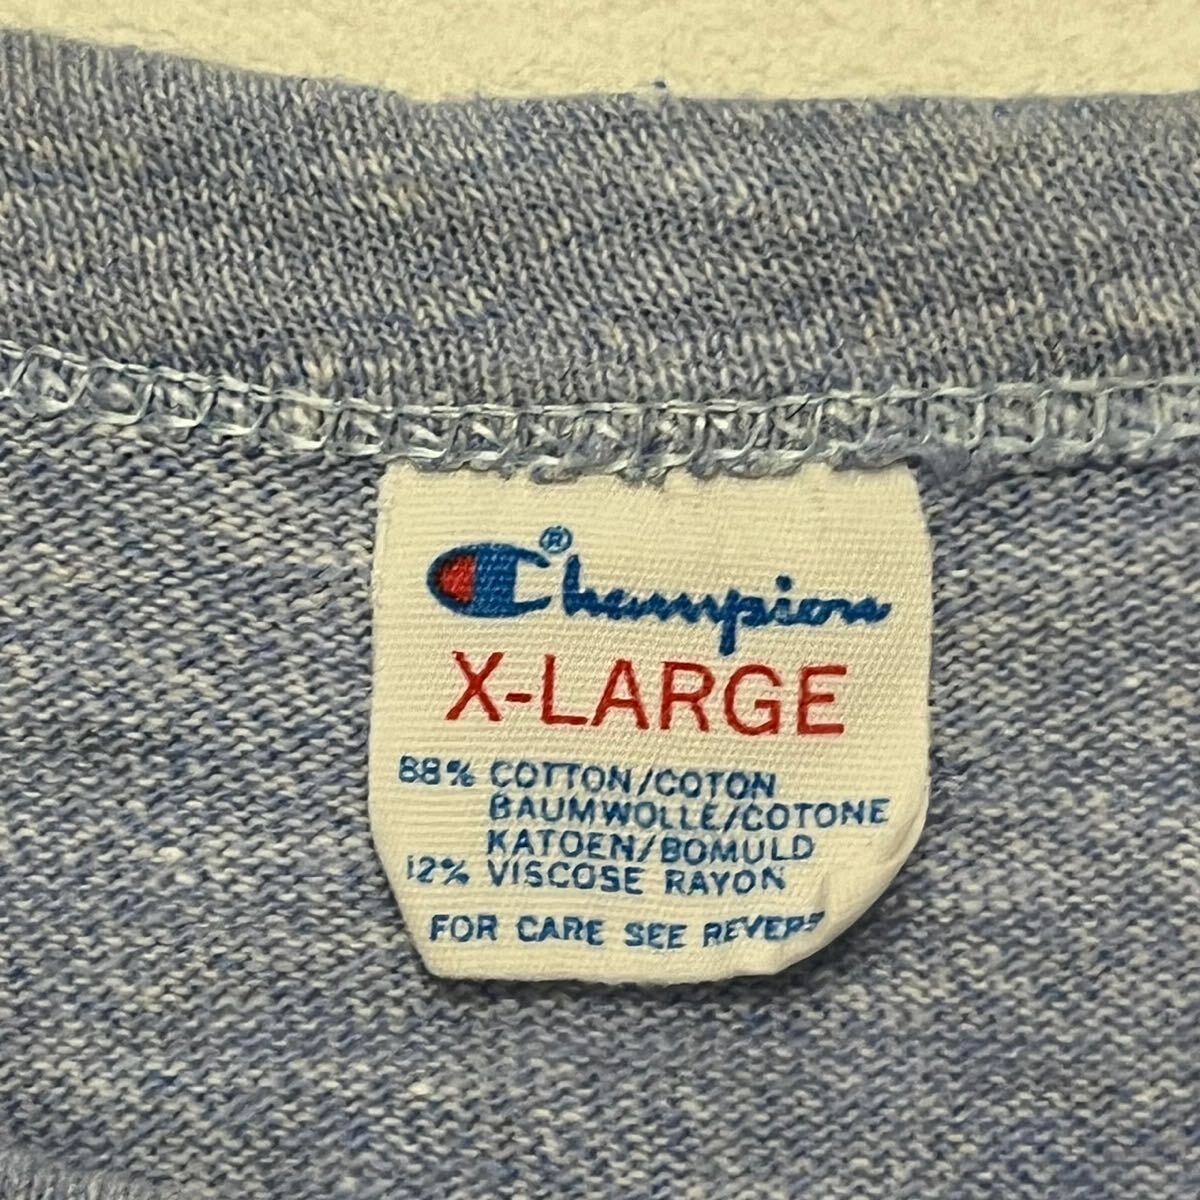 Champion®
X-LARGE
88% COTTON/COTON
BAUMWOLLE/COTONE
KATOEN/BOMULD
12% VISCOSE RAYON
FOR CARE SEE REVERS